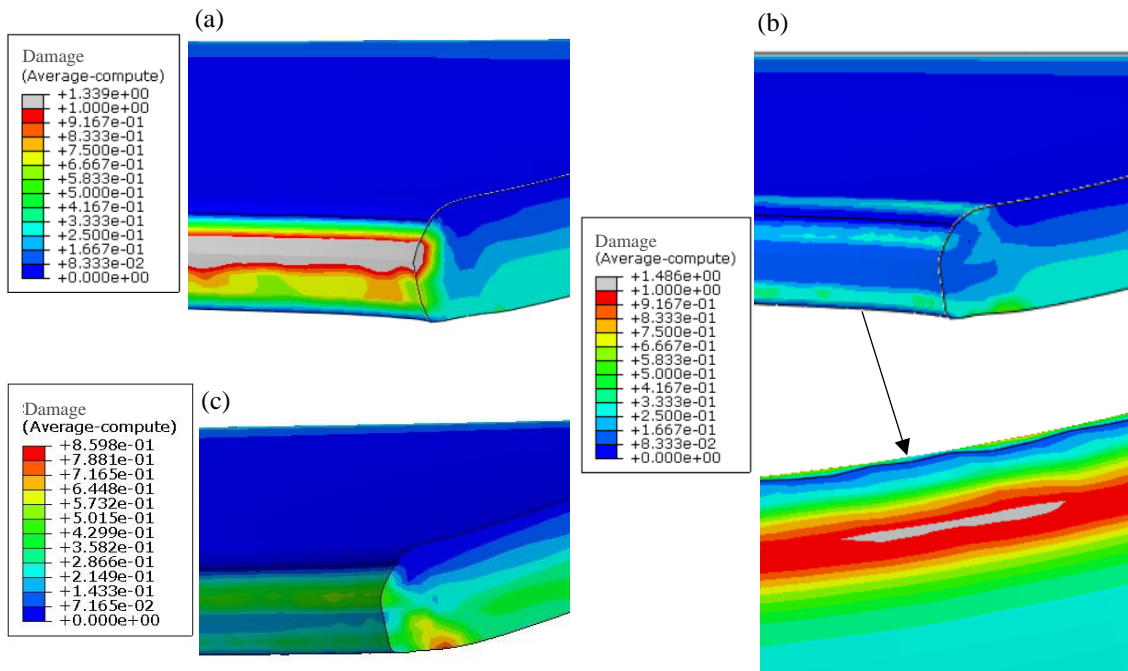 (a)
Damage
(Average-compute)
+1.339e+00
+1.000e+00
+9.167e-01
+8.333e-01
+7.500e-01
+6.667e-01
+5.833e-01
+5.000e-01
+4.167e-01
+3.333e-01
+2.500e-01
+1.667e-01
+8.333e-02
+0.000e+00
(b)
Damage
(Average-compute)
+1.486e+00
+1.000e+00
+9.167e-01
+8.333e-01
+7.500e-01
+6.667e-01
+5.833e-01
+5.000e-01
+4.167e-01
+3.333e-01
+2.500e-01
+1.667e-01
+8.333e-02
+0.000e+00
(c)
Damage
(Average-compute)
+8.598e-01
+7.881e-01
+7.165e-01
+6.448e-01
+5.732e-01
+5.015e-01
+4.299e-01
+3.582e-01
+2.866e-01
+2.149e-01
+1.433e-01
+7.165e-02
+0.000e+00